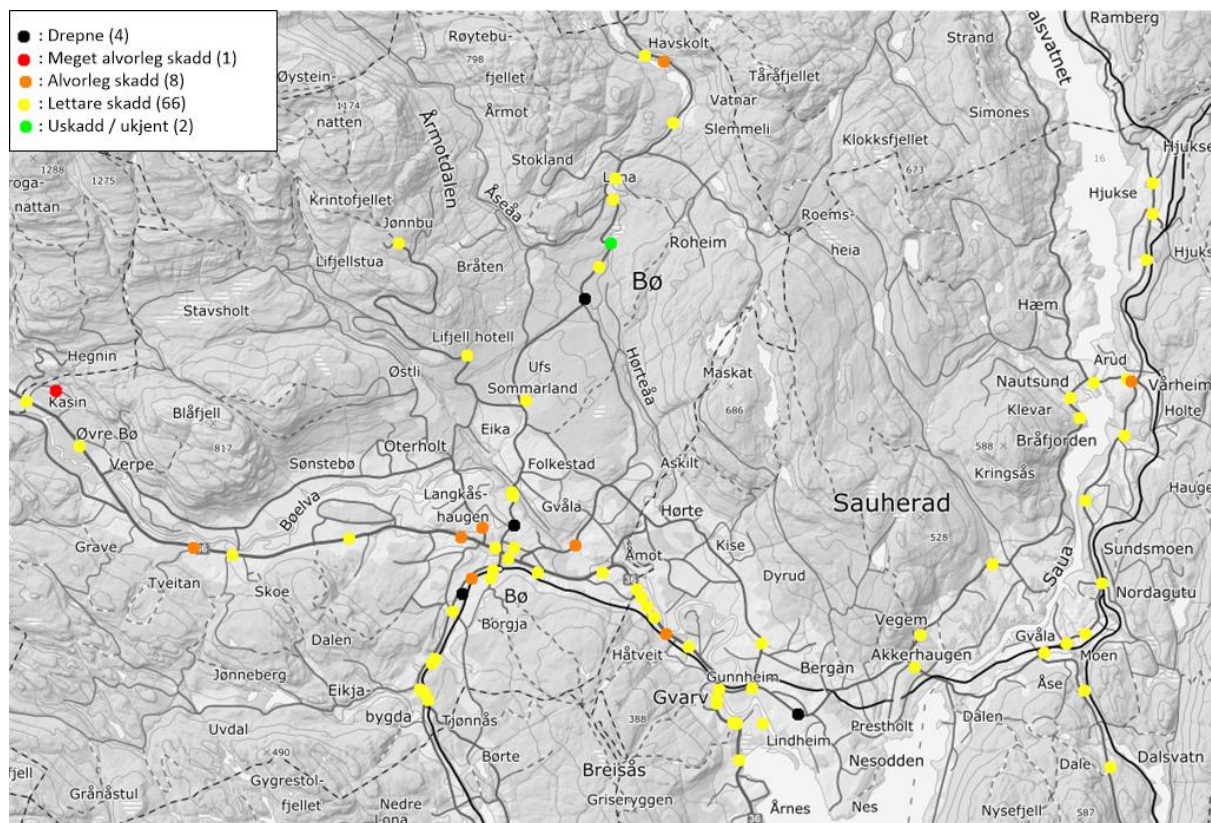 : Drepne (4)
: Meget alvorleg skadd (1)
: Alvorleg skadd (8)
: Lettare skadd (66)
: Uskadd / ukjent (2)
Røytebu-
fjellet
798
Havskolt
Strand
Ramberg
Øystein-
natten
1174
Årmot
Tåråfjellet
Vatnar
Slemmeli
Simones
Klokksfjellet
673
16
Hjukse
Hjukse
1288
1275
nattan
Årmotdalen
Stokland
Åseåa
Krintofjellet
Jønnbu
Lifjellstua
Bråten
Roheim
Roems-
heia
Stavsholt
Bø
Hæm
Lifjell hotell
Hegnin
Kasin
Blåfjell
817
Østli
Ufs
Sommarland
Hørteåa
Maskat
686
Arud
Nautsund
Vårheim
Klevar
Holte
588
Bråfjorden
Kringsås
Øvre Bø
Verpe
Oterholt
Eika
Sønstebø
Folkestad
Askilt
Langkås-
haugen
Gvåla
Hørte
Sauherad
Bøelva
Grave
36
Tveitan
Skoe
Åmot
36
Kise
Dyrud
528
Saua
Sundsmoen
Nordagutu
Bø
Borgja
Dalen
Jønneberg
Håtveit
Vegem
Akkerhaugen
Gvåla
Moen
Bergan
Gunnheim
Gvarv
Åse
Eikja-
bygda
Tjønnås
Uvdal
490
Børte
388
Breisås
Lindheim
Prestholt
Nesodden
Dalen
Dale
Dalsvatn
Gygrestol-
fjellet
Grånåstul
Nedre
Griseryggen
36
Årnes
Nes
Nysefjell
587